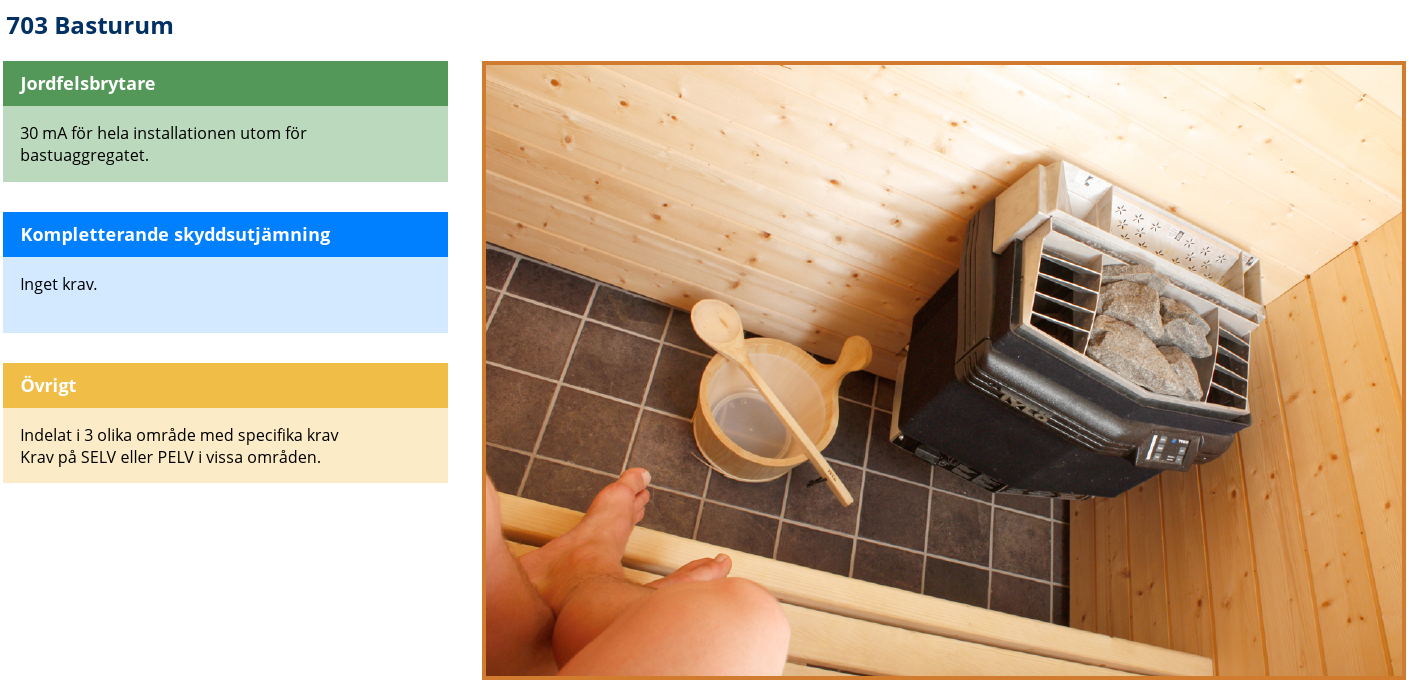 703 Basturum
Jordfelsbrytare
30 mA för hela installationen utom för
bastuaggregatet.
Kompletterande skyddsutjämning
Inget krav.
Övrigt
Indelat i 3 olika område med specifika krav
Krav på SELV eller PELV i vissa områden.
TYLÖ